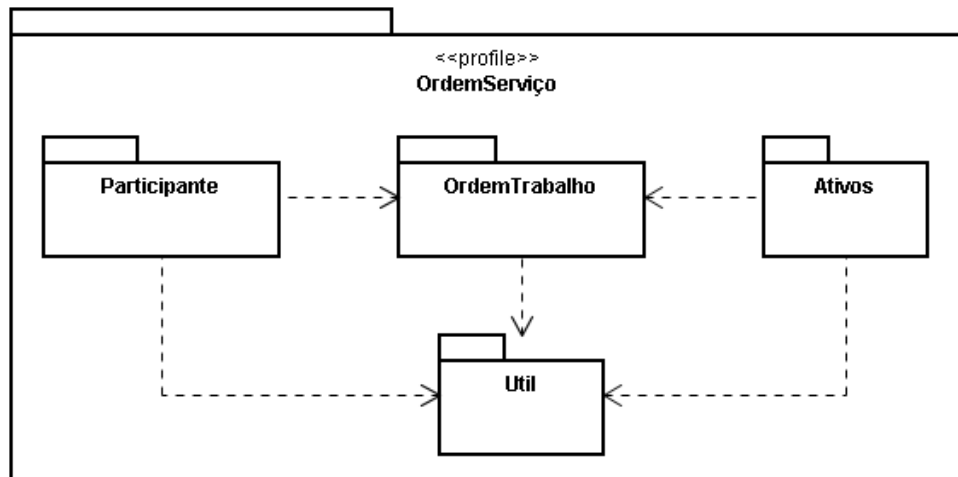 <<profile>>
OrdemServiço
Participante
OrdemTrabalho
Ativos
Util